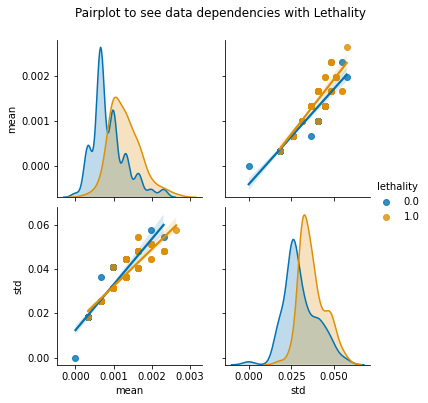 Pairplot to see data dependencies with Lethality
mean
0.002
0.001
0.000
lethality
0.0
1.0
std
0.06
0.04
0.02
0.00
0.000 0.001 0.002 0.003
mean
0.000 0.025 0.050
std